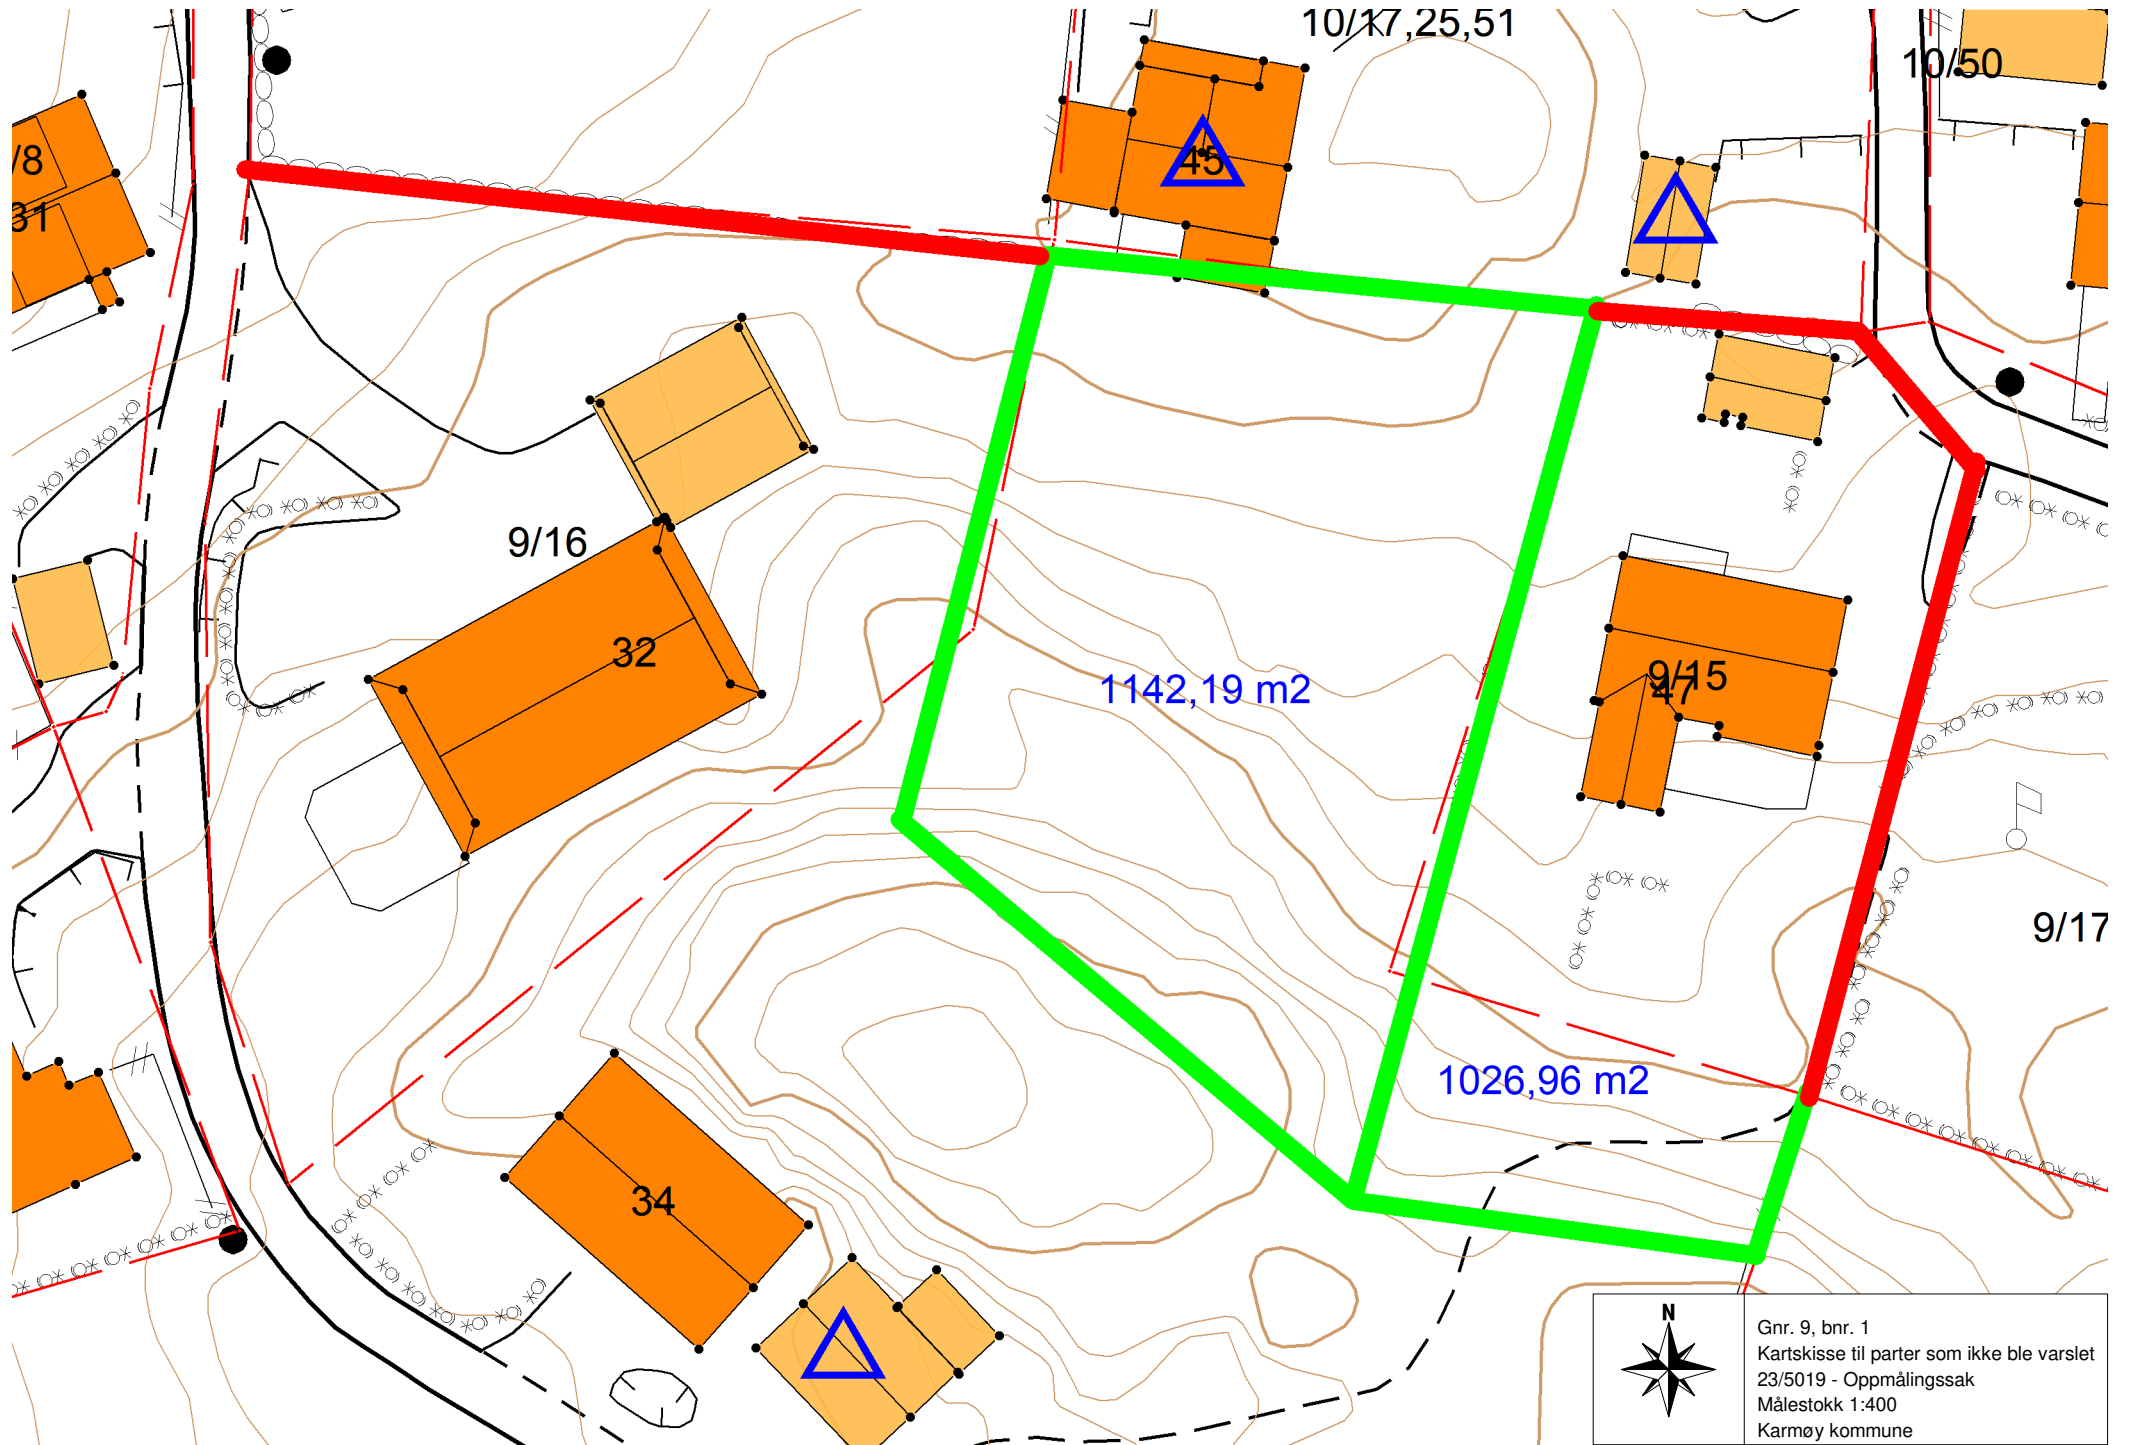 10/17,25,51
10/50
/8
45
31
9/16
32
9/15
47
1142,19 m2
9/17
1026,96 m2
34
N
Gnr. 9, bnr. 1
Kartskisse til parter som ikke ble varslet
23/5019 - Oppmålingssak
Målestokk 1:400
Karmøy kommune